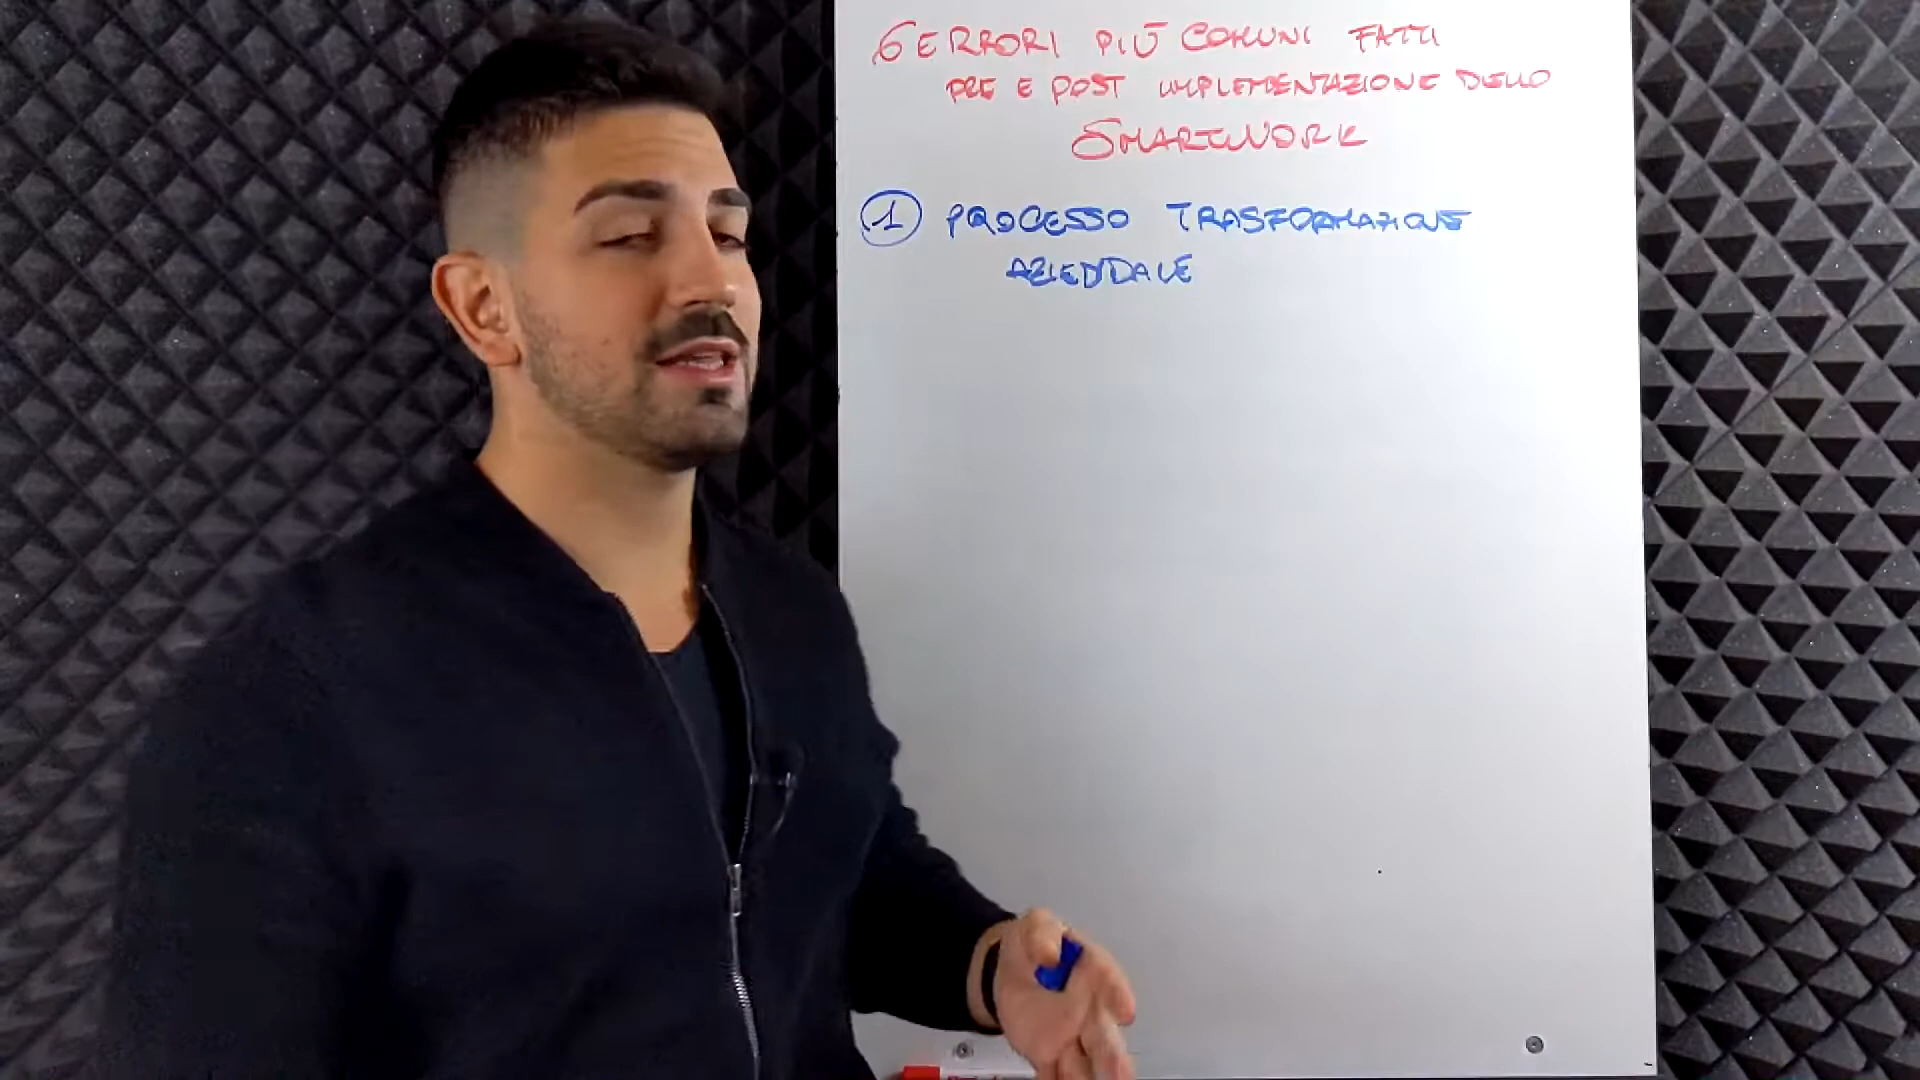 6 ERRORI PIÙ COMUNI FATTI
PRE E POST IMPLEMENTAZIONE DELLO
SMARTWORK
1 PROCESSO TRASFORMAZIONE
AZIENDALE